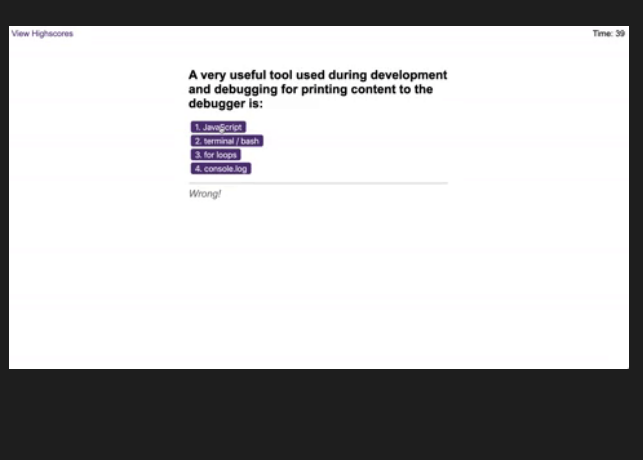 View Highscores
Time: 39
A very useful tool used during development
and debugging for printing content to the
debugger is:
1. JavaScript
2. terminal / bash
3. for loops
4. console.log
Wrong!